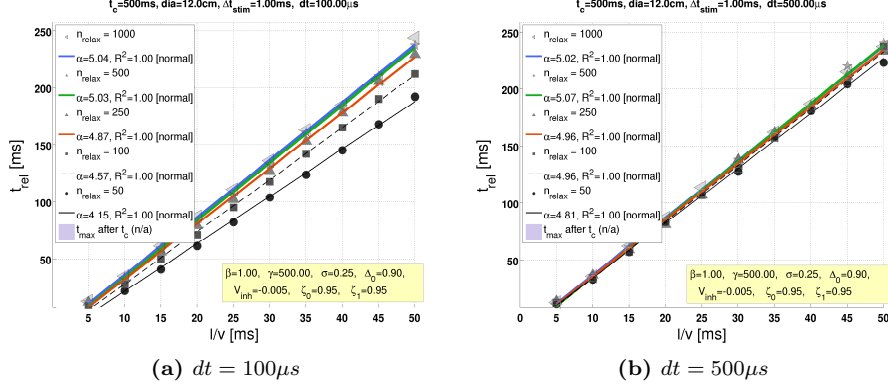 t_c=500ms, dia=12.0cm, Δt_stim=1.00ms, dt=100.00μs
250
200
150
100
50
t_rel [ms]
n_relax = 1000
α=5.04, R²=1.00 [normal]
n_relax = 500
α=5.03, R²=1.00 [normal]
n_relax = 250
α=4.87, R²=1.00 [normal]
n_relax = 100
α=4.57, R²=1.00 [normal]
n_relax = 50
α=4.15, R²=1.00 [normal]
t_max after t_c (n/a)
β=1.00, γ=500.00, σ=0.25, Δ_0=0.90,
V_inh=-0.005, ζ_0=0.95, ζ_1=0.95
5 10 15 20 25 30 35 40 45 50
l/v [ms]
(a) dt = 100μs
t_c=500ms, dia=12.0cm, Δt_stim=1.00ms, dt=500.00μs
250
200
150
100
50
t_rel [ms]
n_relax = 1000
α=5.02, R²=1.00 [normal]
n_relax = 500
α=5.07, R²=1.00 [normal]
n_relax = 250
α=4.96, R²=1.00 [normal]
n_relax = 100
α=4.96, R²=1.00 [normal]
n_relax = 50
α=4.81, R²=1.00 [normal]
t_max after t_c (n/a)
β=1.00, γ=500.00, σ=0.25, Δ_0=0.90,
V_inh=-0.005, ζ_0=0.95, ζ_1=0.95
0 5 10 15 20 25 30 35 40 45 50
l/v [ms]
(b) dt = 500μs